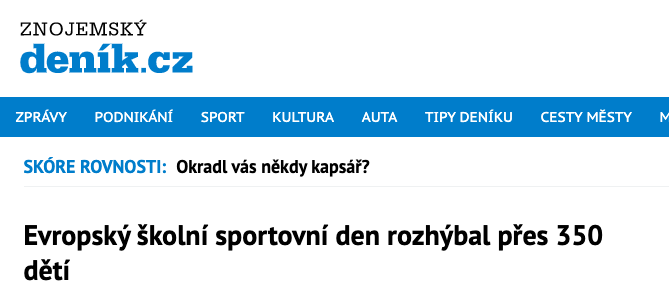 ZNOJEMSKÝ
deník.cz
ZPRÁVY PODNIKÁNÍ SPORT KULTURA AUTA TIPY DENÍKU CESTY MĚSTY
SKÓRE ROVNOSTI: Okradl vás někdy kapsář?
Evropský školní sportovní den rozhýbal přes 350
dětí